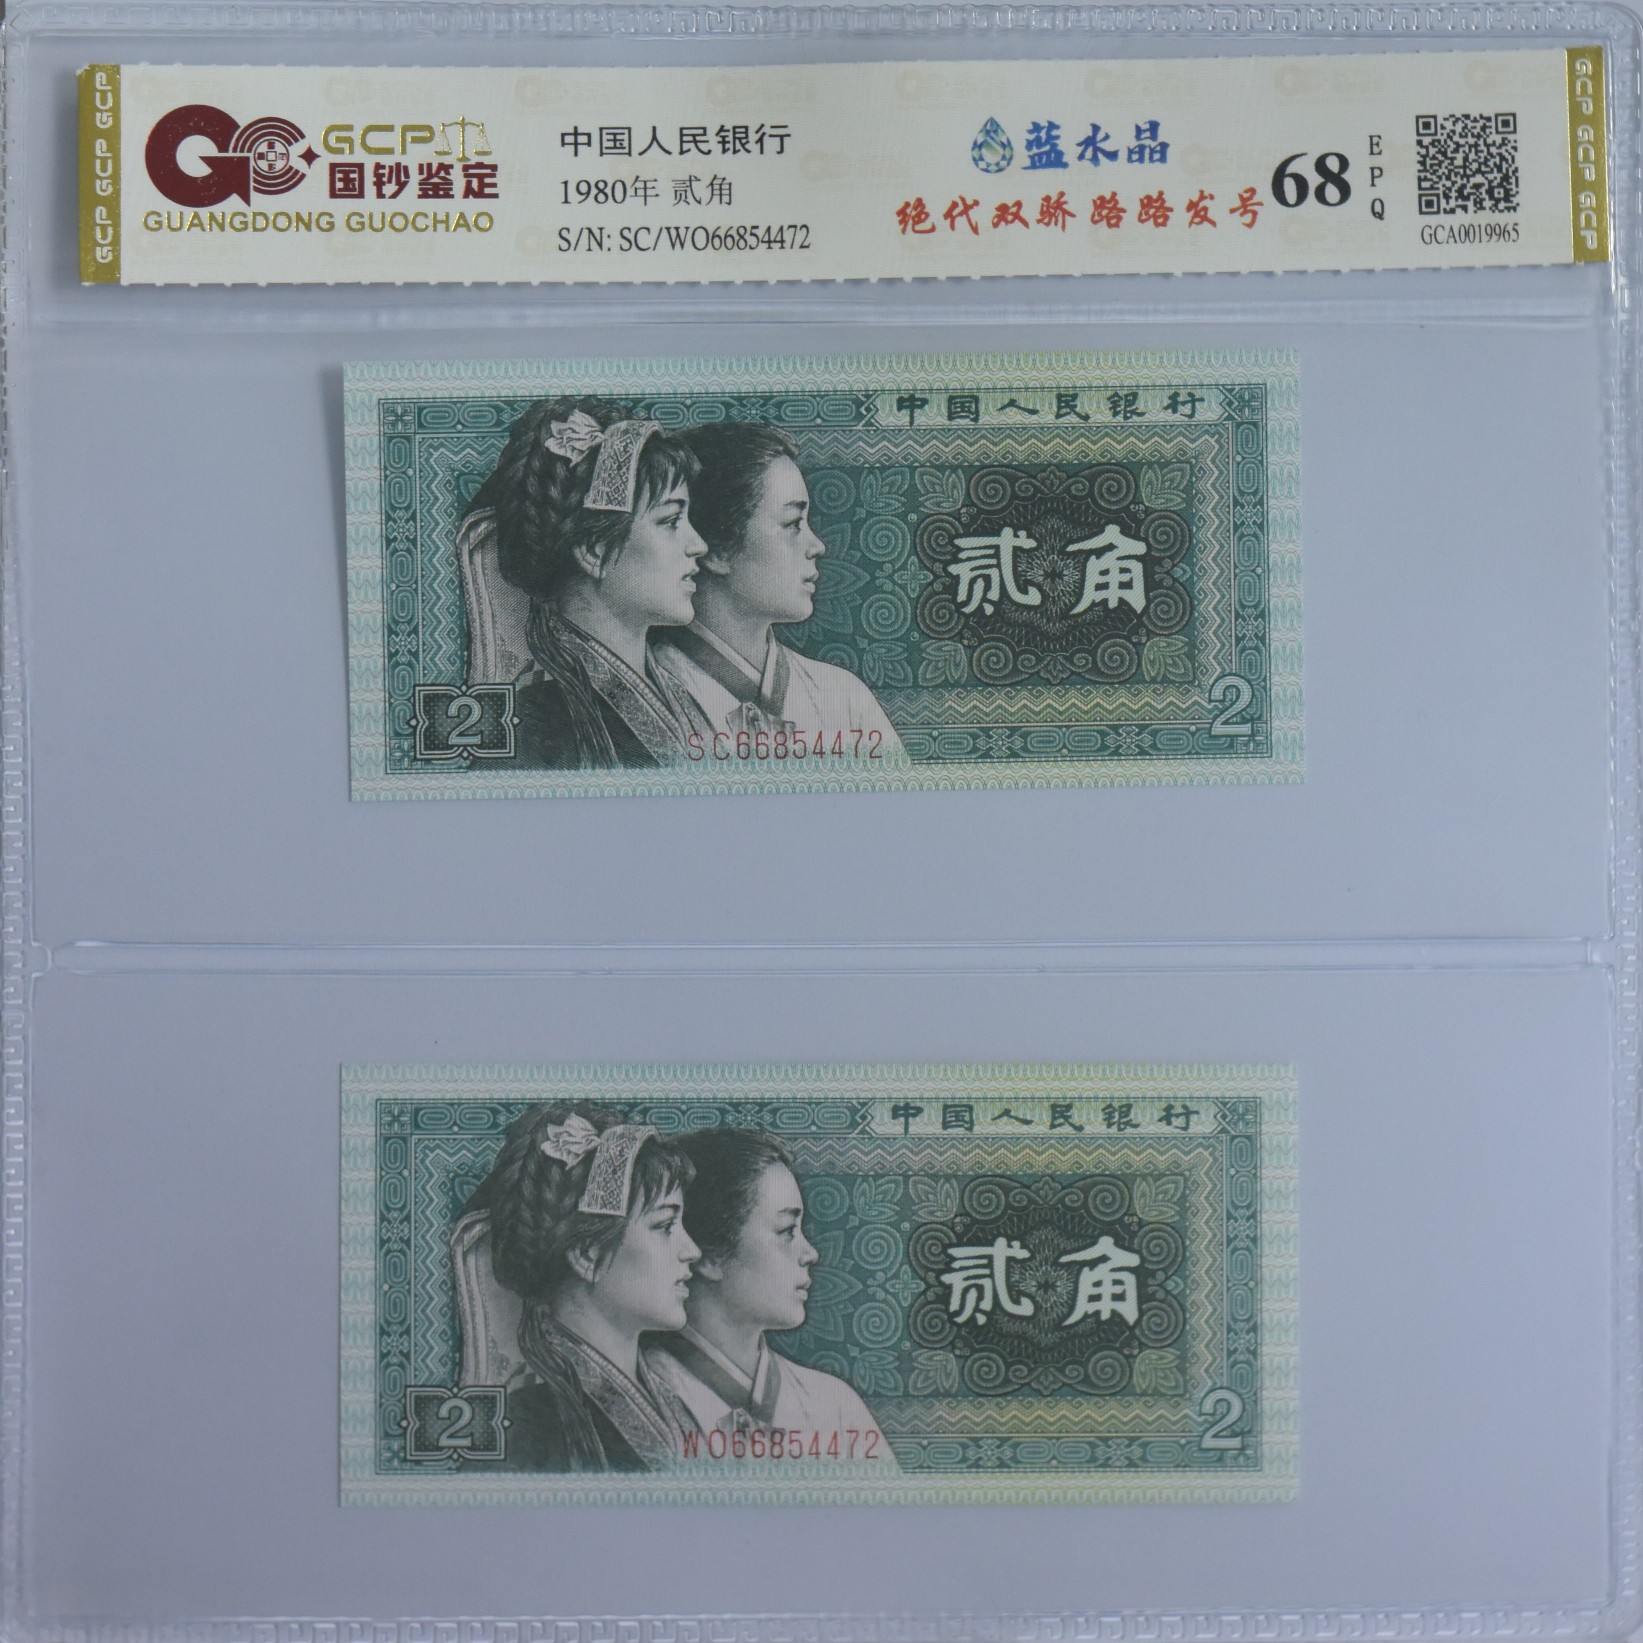 GCP GCP GCP
GCP
国钞鉴定
GUANGDONG GUOCHAO
中国人民银行
1980年 贰角
S/N: SC/WO66854472
蓝水晶
绝代双骄 路路发号
68
EPQ
GCA0019965
GCP GCP GCP
中国人民银行
贰角
2
2
SC66854472
中国人民银行
贰角
2
2
WO66854472